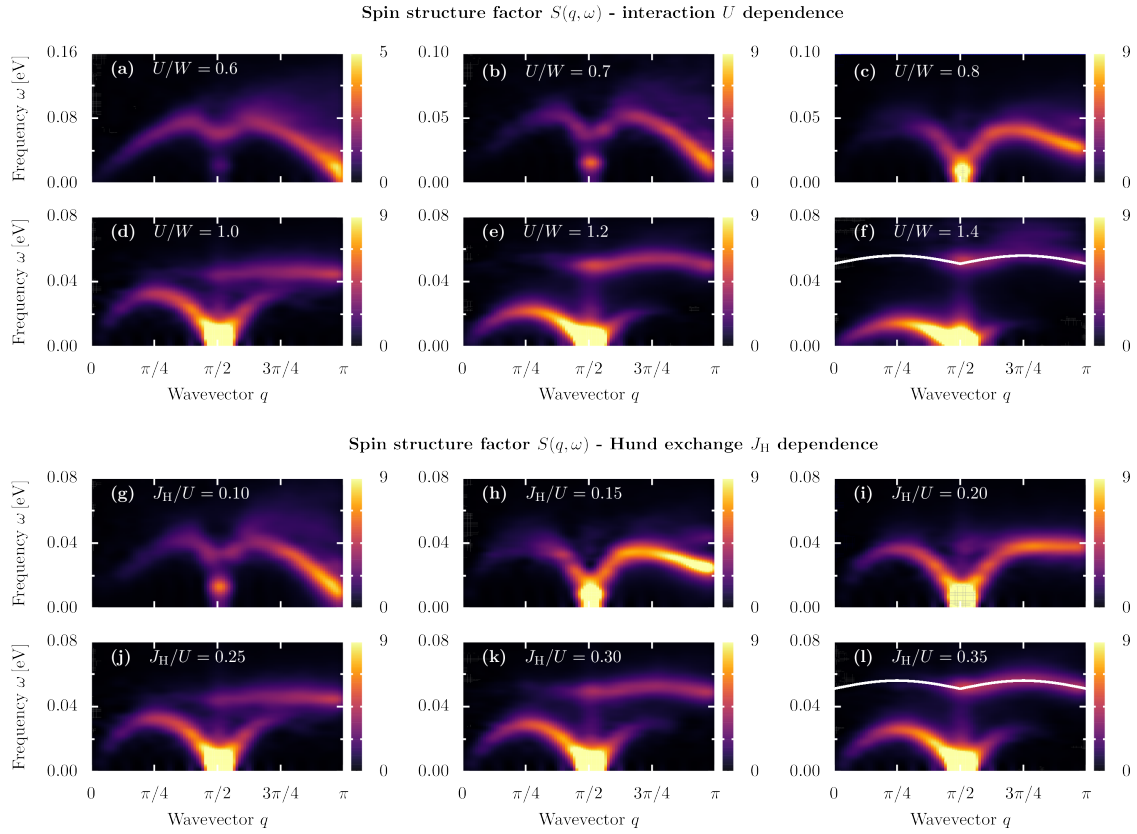 Spin structure factor S(q, ω) - interaction U dependence
Frequency ω [eV]
0.16
0.08
0.00
(a) U/W = 0.6
5
0
0.10
0.05
0.00
(b) U/W = 0.7
9
0
0.10
0.05
0.00
(c) U/W = 0.8
9
0
Frequency ω [eV]
0.08
0.04
0.00
(d) U/W = 1.0
9
0
0.08
0.04
0.00
(e) U/W = 1.2
9
0
0.08
0.04
0.00
(f) U/W = 1.4
9
0
0 π/4 π/2 3π/4 π
0 π/4 π/2 3π/4 π
0 π/4 π/2 3π/4 π
Wavevector q
Wavevector q
Wavevector q
Spin structure factor S(q, ω) - Hund exchange J_H dependence
Frequency ω [eV]
0.08
0.04
0.00
(g) J_H/U = 0.10
9
0
0.08
0.04
0.00
(h) J_H/U = 0.15
9
0
0.08
0.04
0.00
(i) J_H/U = 0.20
9
0
Frequency ω [eV]
0.08
0.04
0.00
(j) J_H/U = 0.25
9
0
0.08
0.04
0.00
(k) J_H/U = 0.30
9
0
0.08
0.04
0.00
(l) J_H/U = 0.35
9
0
0 π/4 π/2 3π/4 π
0 π/4 π/2 3π/4 π
0 π/4 π/2 3π/4 π
Wavevector q
Wavevector q
Wavevector q